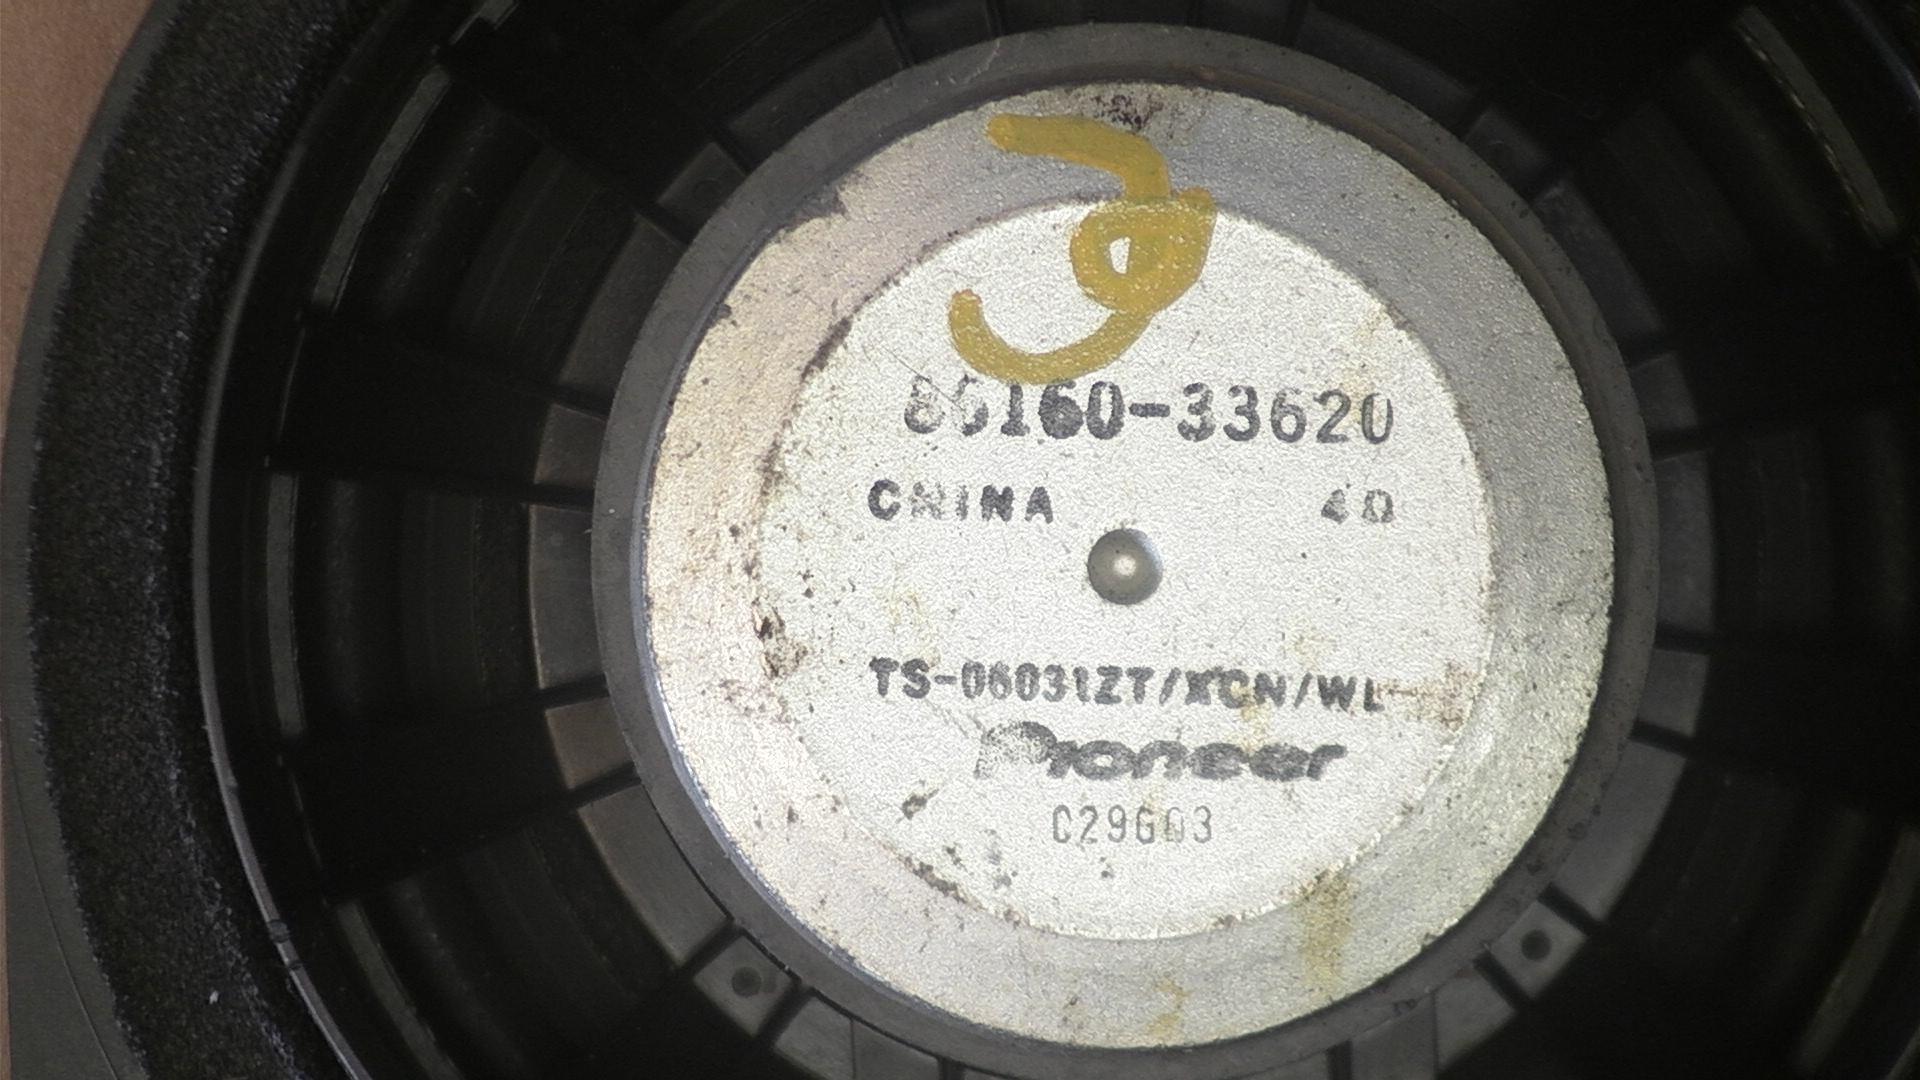 86160-33620
CHINA 4Ω
TS-06031ZT/XCN/WL
Pioneer
C29G03